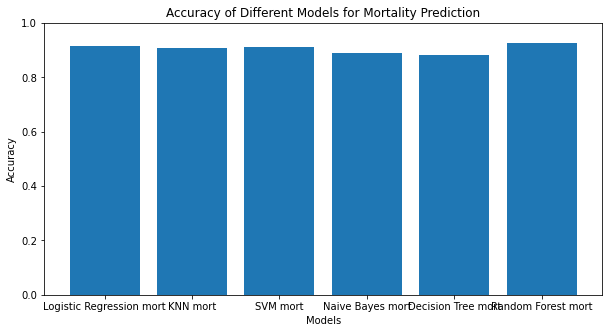 Accuracy of Different Models for Mortality Prediction
1.0
0.8
0.6
0.4
0.2
0.0
Accuracy
Logistic Regression mort KNN mort SVM mort Naive Bayes mort Decision Tree mort Random Forest mort
Models